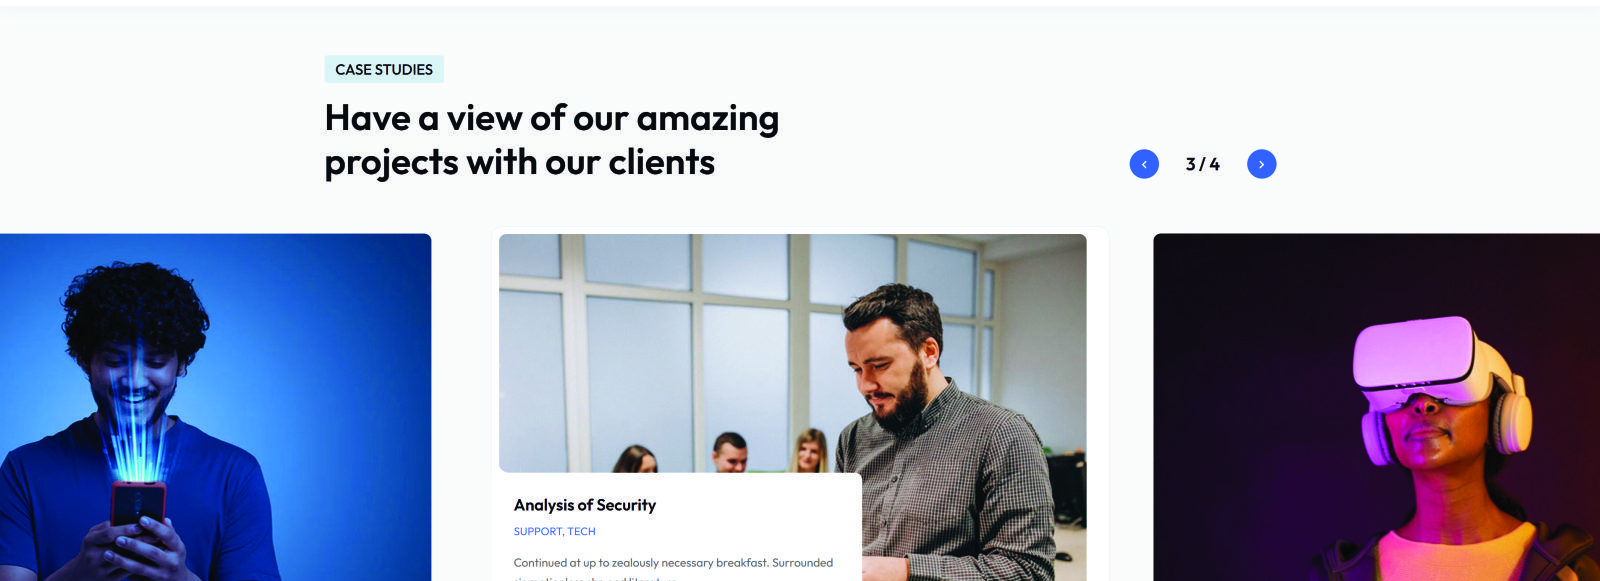 CASE STUDIES
Have a view of our amazing
projects with our clients
3 / 4
Analysis of Security
SUPPORT, TECH
Continued at up to zealously necessary breakfast. Surrounded